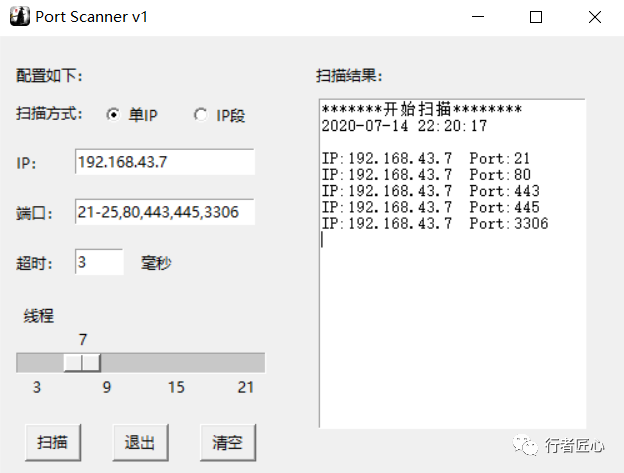 Port Scanner v1
配置如下:
扫描方式: 单IP IP段
IP: 192.168.43.7
端口: 21-25,80,443,445,3306
超时: 3 毫秒
线程
7
3 9 15 21
扫描 退出 清空
扫描结果:
*******开始扫描********
2020-07-14 22:20:17
IP:192.168.43.7 Port:21
IP:192.168.43.7 Port:80
IP:192.168.43.7 Port:443
IP:192.168.43.7 Port:445
IP:192.168.43.7 Port:3306
行者匠心